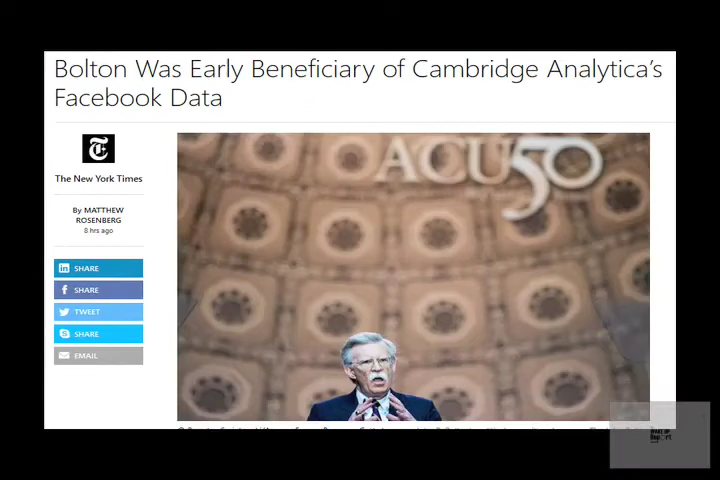 Bolton Was Early Beneficiary of Cambridge Analytica's
Facebook Data
The New York Times
By MATTHEW
ROSENBERG
8 hrs ago
SHARE
SHARE
TWEET
SHARE
EMAIL
ACU50